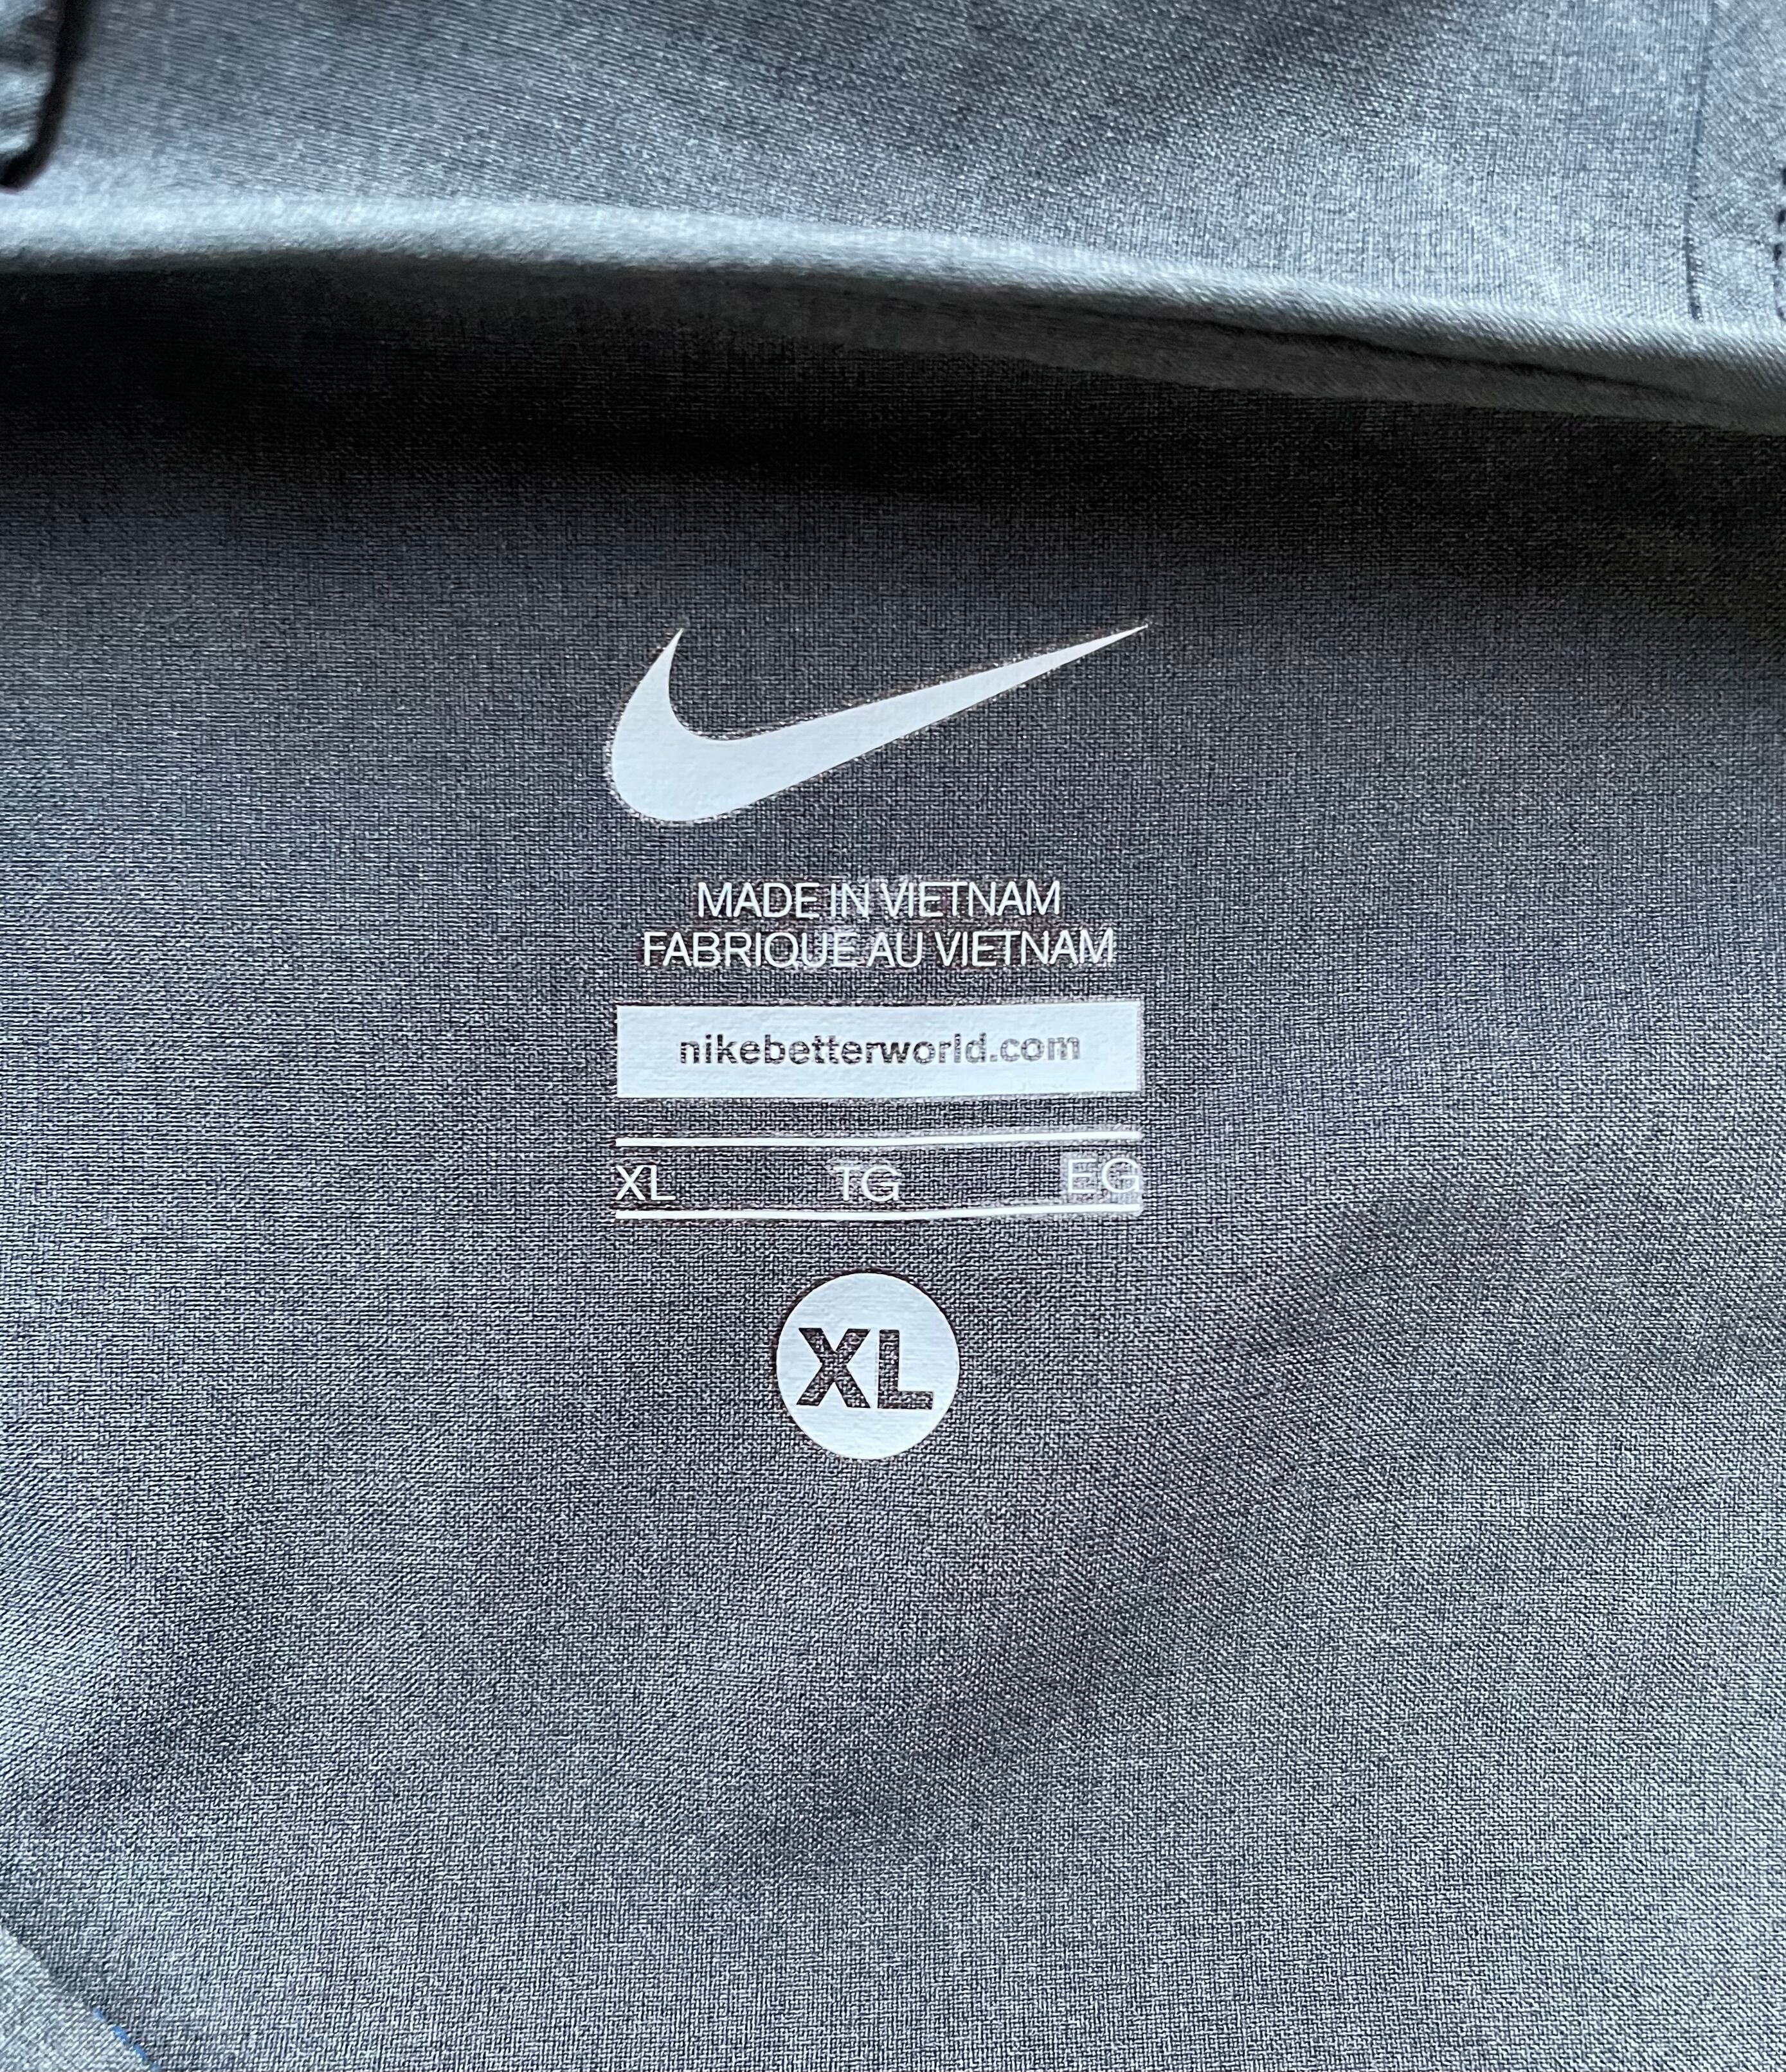 MADE IN VIETNAM
FABRIQUE AU VIETNAM
nikebetterworld.com
XL TG EG
XL